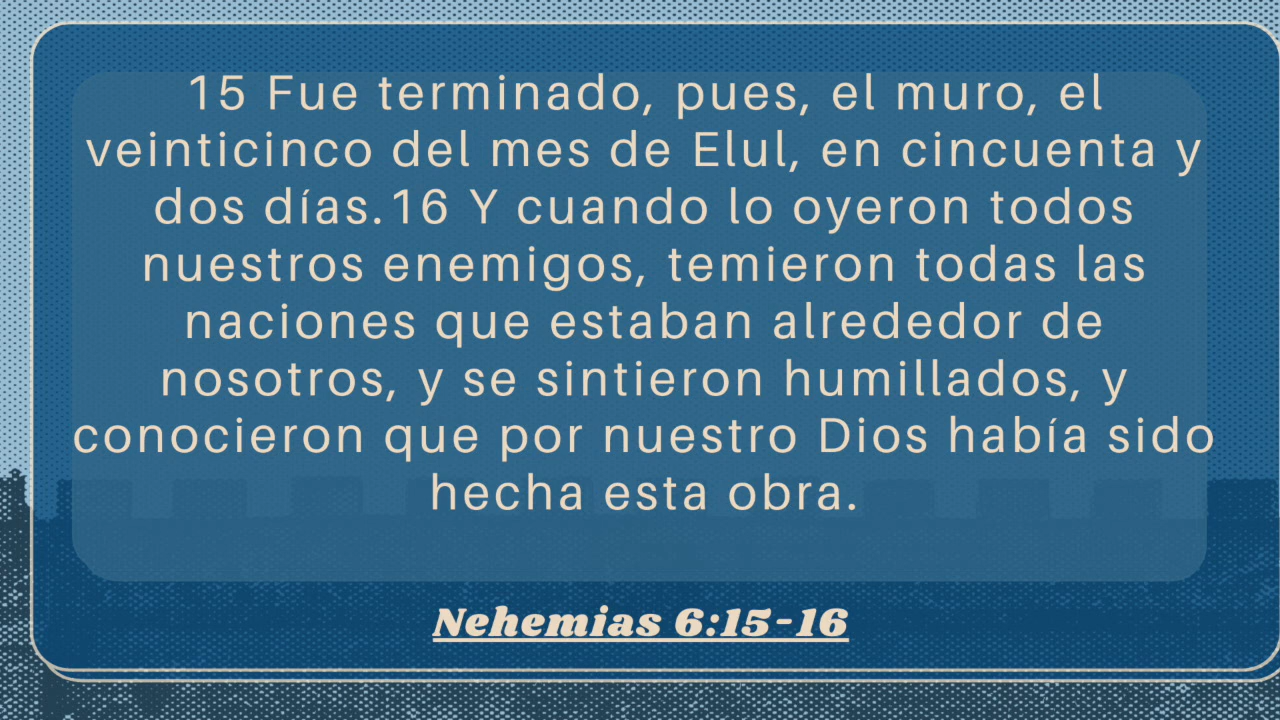 15 Fue terminado, pues, el muro, el
veinticinco del mes de Elul, en cincuenta y
dos días.16 Y cuando lo oyeron todos
nuestros enemigos, temieron todas las
naciones que estaban alrededor de
nosotros, y se sintieron humillados, y
conocieron que por nuestro Dios había sido
hecha esta obra.
Nehemias 6:15-16